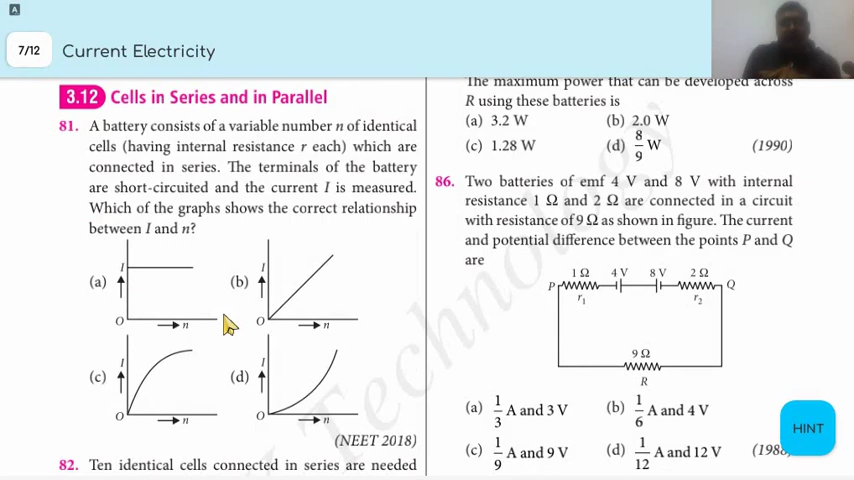 A
7/12
Current Electricity
3.12 Cells in Series and in Parallel
81. A battery consists of a variable number n of identical
cells (having internal resistance r each) which are
connected in series. The terminals of the battery
are short-circuited and the current I is measured.
Which of the graphs shows the correct relationship
between I and n?
(a) I O n
(b) I O n
(c) I O n
(d) I O n
(NEET 2018)
82. Ten identical cells connected in series are needed
The maximum power that can be developed across
R using these batteries is
(a) 3.2 W (b) 2.0 W
(c) 1.28 W (d) 8/9 W (1990)
86. Two batteries of emf 4 V and 8 V with internal
resistance 1 Ω and 2 Ω are connected in a circuit
with resistance of 9 Ω as shown in figure. The current
and potential difference between the points P and Q
are
1 Ω 4 V 8 V 2 Ω
P r₁ r₂ Q
9 Ω
R
(a) 1/3 A and 3 V (b) 1/6 A and 4 V
(c) 1/9 A and 9 V (d) 1/12 A and 12 V
HINT
Technology